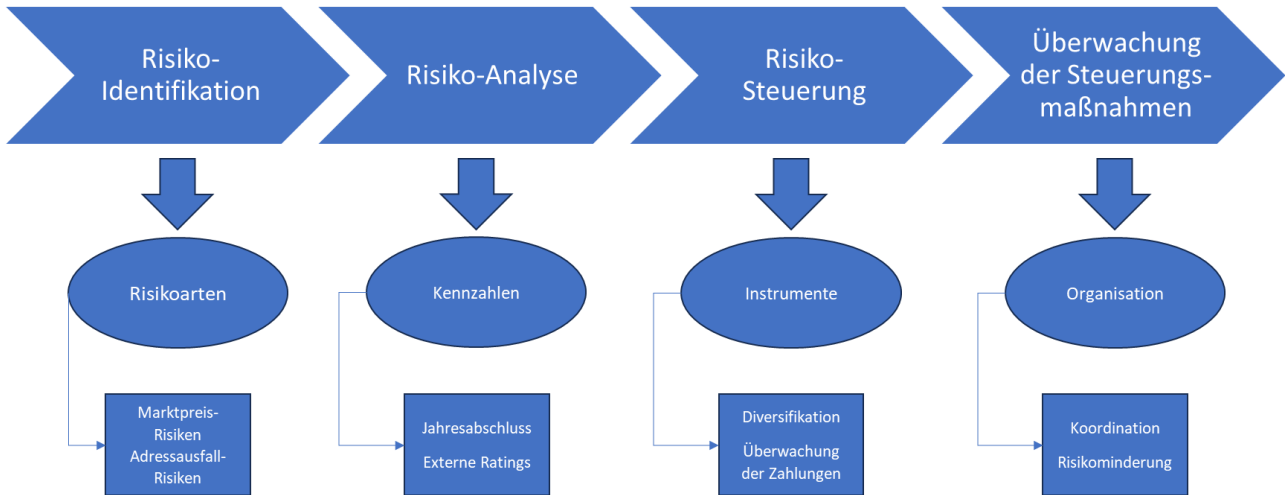 Risiko-
Identifikation
Risiko-Analyse
Risiko-
Steuerung
Überwachung
der Steuerungs-
maßnahmen
Risikoarten
Kennzahlen
Instrumente
Organisation
Marktpreis-
Risiken
Adressausfall-
Risiken
Jahresabschluss
Externe Ratings
Diversifikation
Überwachung
der Zahlungen
Koordination
Risikominderung